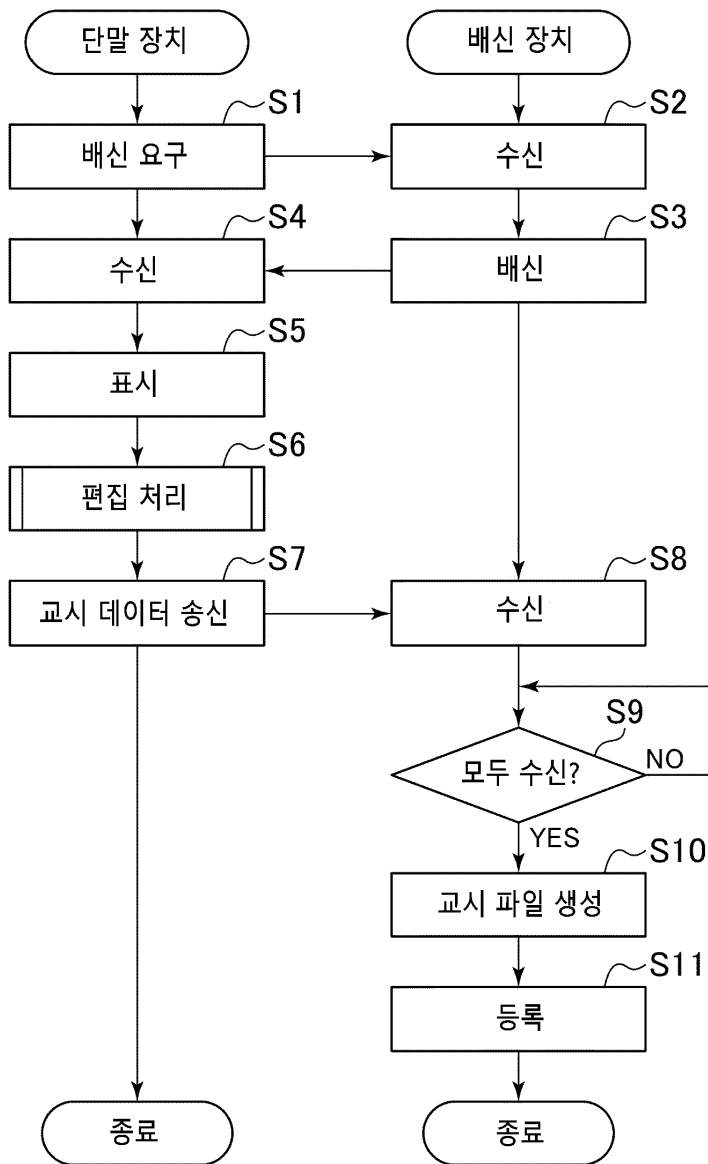 단말 장치
배신 장치
S1
S2
배신 요구
수신
S4
S3
수신
배신
S5
표시
S6
편집 처리
S7
S8
교시 데이터 송신
수신
S9
모두 수신?
NO
YES
S10
교시 파일 생성
S11
등록
종료
종료